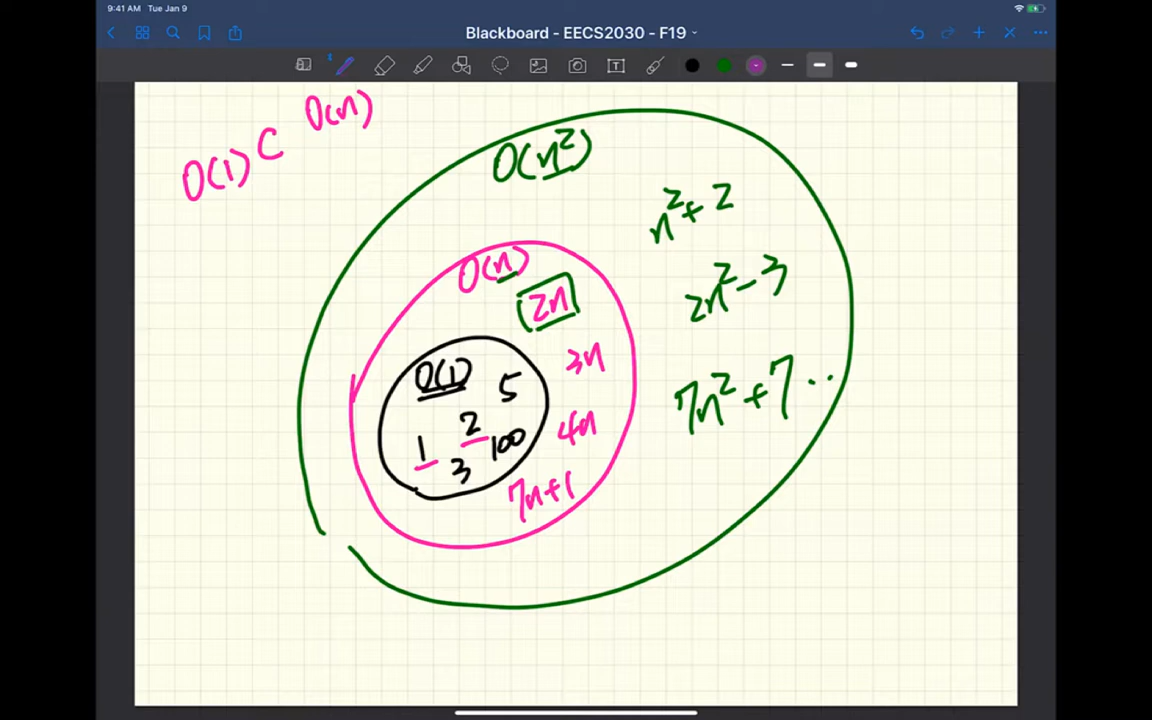 9:41 AM Tue Jan 9
Blackboard - EECS2030 - F19
O(n)
O(1) ⊂
O(n²)
n² + 2
O(n)
2n
2n² - 3
3n
O(1) 5
7n² + 7 ..
2
4n
1
100
3
7n+1